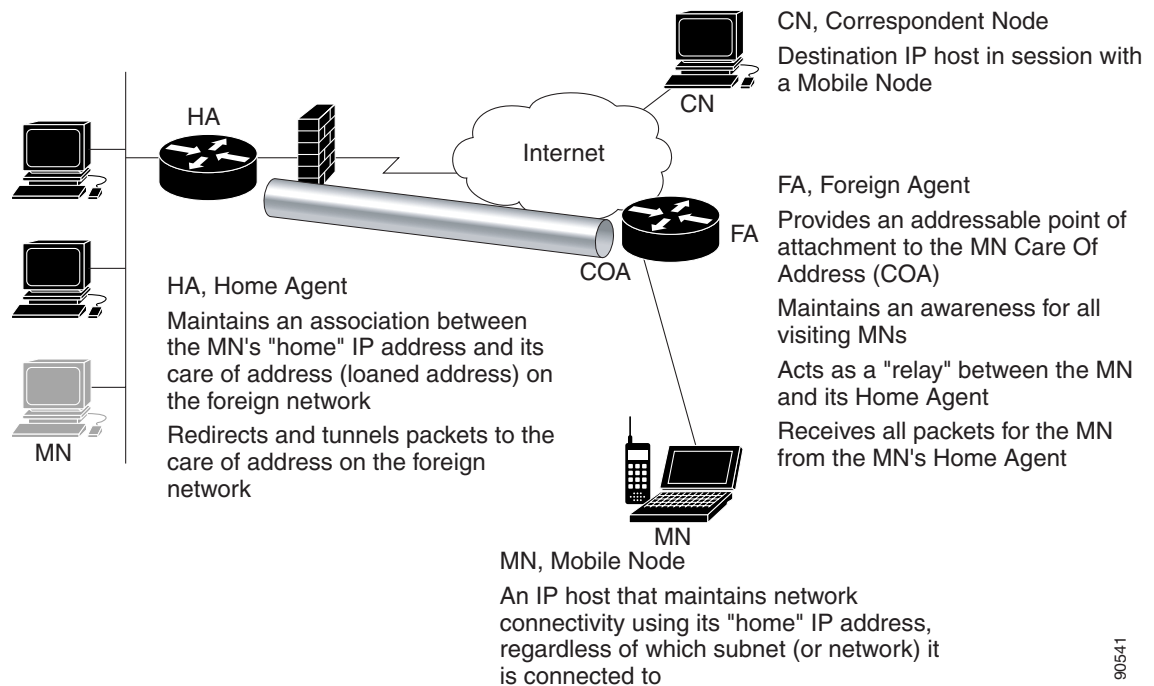 CN, Correspondent Node
Destination IP host in session with
a Mobile Node
CN
HA
Internet
FA, Foreign Agent
Provides an addressable point of
attachment to the MN Care Of
Address (COA)
Maintains an awareness for all
visiting MNs
Acts as a "relay" between the MN
and its Home Agent
Receives all packets for the MN
from the MN's Home Agent
FA
COA
HA, Home Agent
Maintains an association between
the MN's "home" IP address and its
care of address (loaned address) on
the foreign network
Redirects and tunnels packets to the
care of address on the foreign
network
MN
MN
MN, Mobile Node
An IP host that maintains network
connectivity using its "home" IP address,
regardless of which subnet (or network) it
is connected to
90541